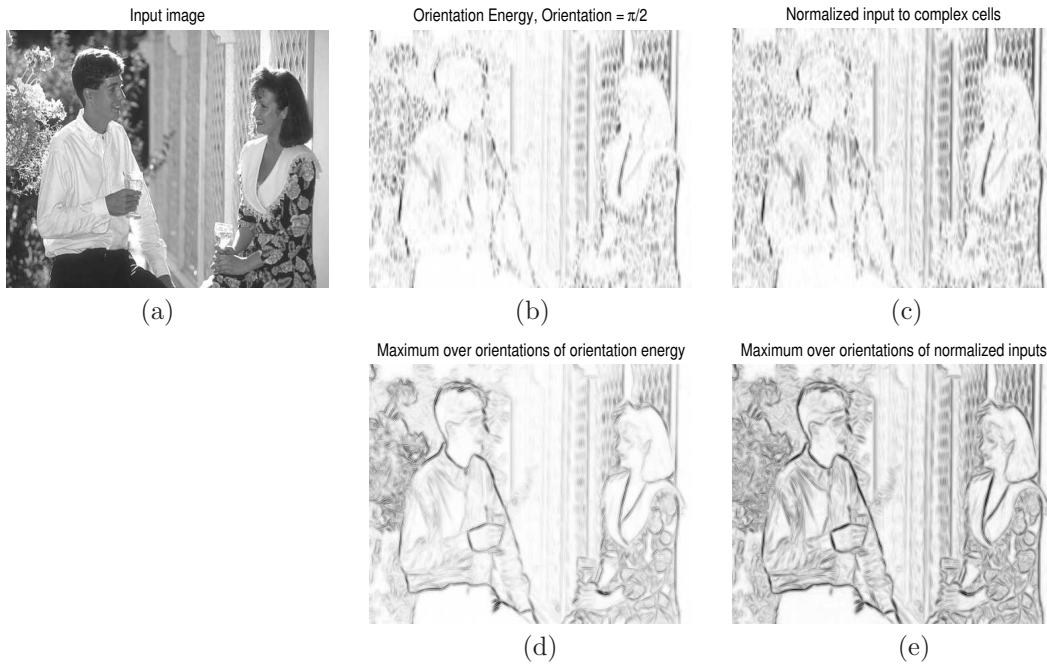 Input image
Orientation Energy, Orientation = π/2
Normalized input to complex cells
(a)
(b)
(c)
Maximum over orientations of orientation energy
Maximum over orientations of normalized inputs
(d)
(e)